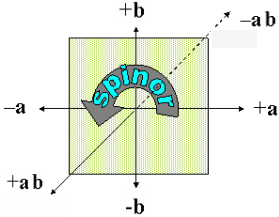 +b
–a b
spinor
–a
+a
+a b
-b